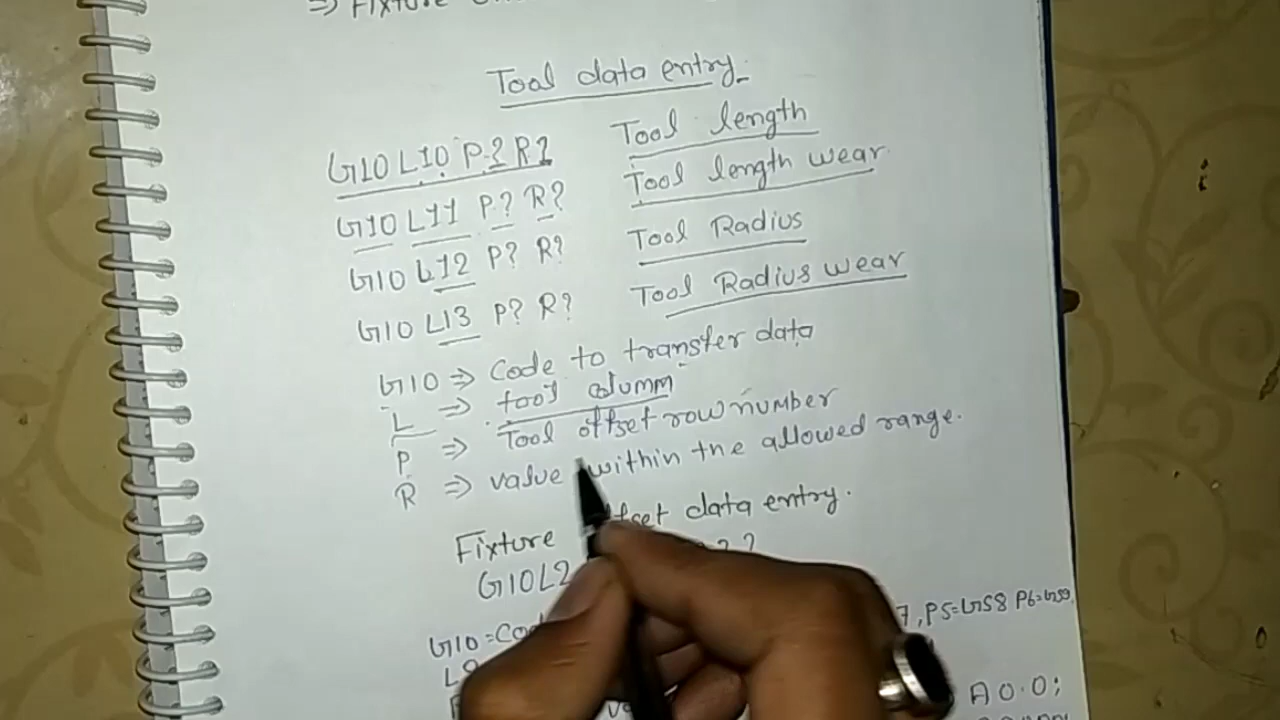 => Fixture
Tool data entry
G10 L10 P.? R? Tool length
G10 L11 P.? R? Tool length wear
G10 L12 P? R? Tool Radius
G10 L13 P? R? Tool Radius wear
G10 => Code to transfer data
L => tool column
P => Tool offset row number
R => value within the allowed range.
Fixture data entry.
G10L2 ??
G10 = 7, P5=G58 P6=G59
A0.0;